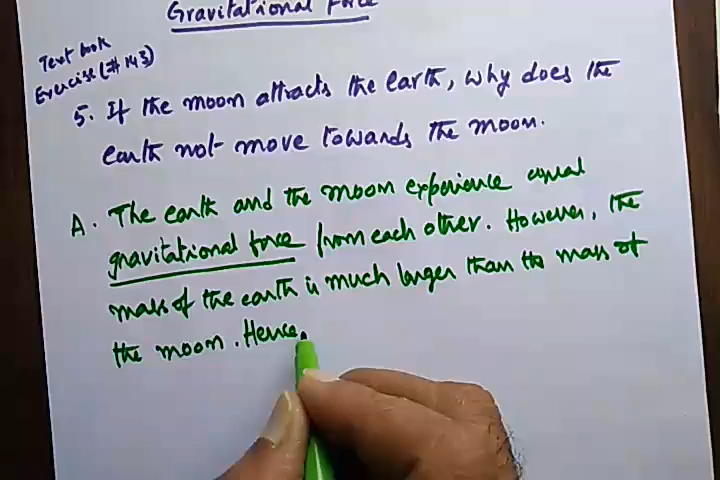 Gravitational Force
Text book
Exercise (# 143)
5. If the moon attracts the earth, why does the
earth not move towards the moon.
A. The earth and the moon experience equal
gravitational force from each other. However, the
mass of the earth is much larger than the mass of
the moon. Hence,